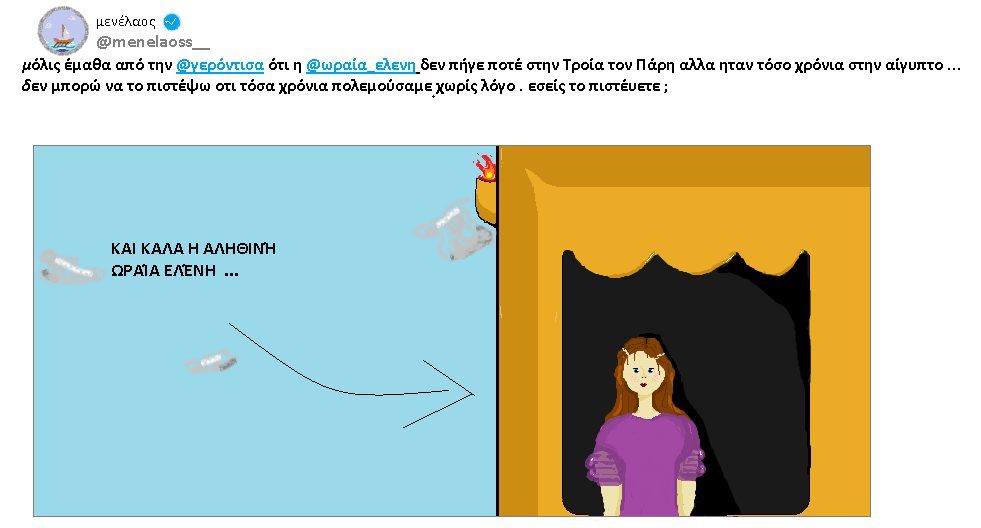 μενέλαος
@menelaoss__
μόλις έμαθα από την @γερόντισα ότι η @ωραία_ελενη δεν πήγε ποτέ στην Τροία τον Πάρη αλλα ηταν τόσο χρόνια στην αίγυπτο ...
δεν μπορώ να το πιστέψω οτι τόσα χρόνια πολεμούσαμε χωρίς λόγο . εσείς το πιστέυετε ;
ΚΑΙ ΚΑΛΑ Η ΑΛΗΘΙΝΉ
ΩΡΑΊΑ ΕΛΈΝΗ ...